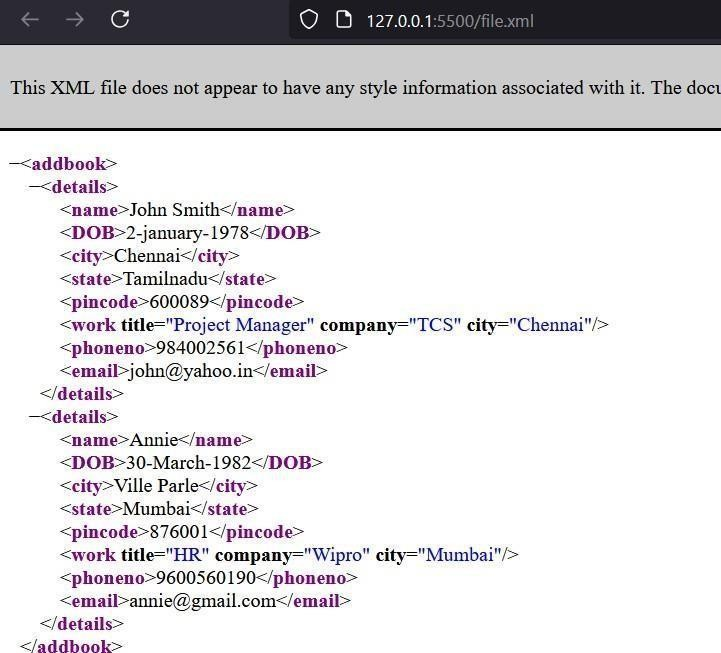 127.0.0.1:5500/file.xml
This XML file does not appear to have any style information associated with it. The docu
−<addbook>
−<details>
<name>John Smith</name>
<DOB>2-january-1978</DOB>
<city>Chennai</city>
<state>Tamilnadu</state>
<pincode>600089</pincode>
<work title="Project Manager" company="TCS" city="Chennai"/>
<phoneno>984002561</phoneno>
<email>john@yahoo.in</email>
</details>
−<details>
<name>Annie</name>
<DOB>30-March-1982</DOB>
<city>Ville Parle</city>
<state>Mumbai</state>
<pincode>876001</pincode>
<work title="HR" company="Wipro" city="Mumbai"/>
<phoneno>9600560190</phoneno>
<email>annie@gmail.com</email>
</details>
</addbook>